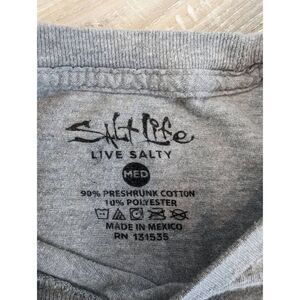 Salt Life
LIVE SALTY
MED
90% PRESHRUNK COTTON
10% POLYESTER
MADE IN MEXICO
RN 131535